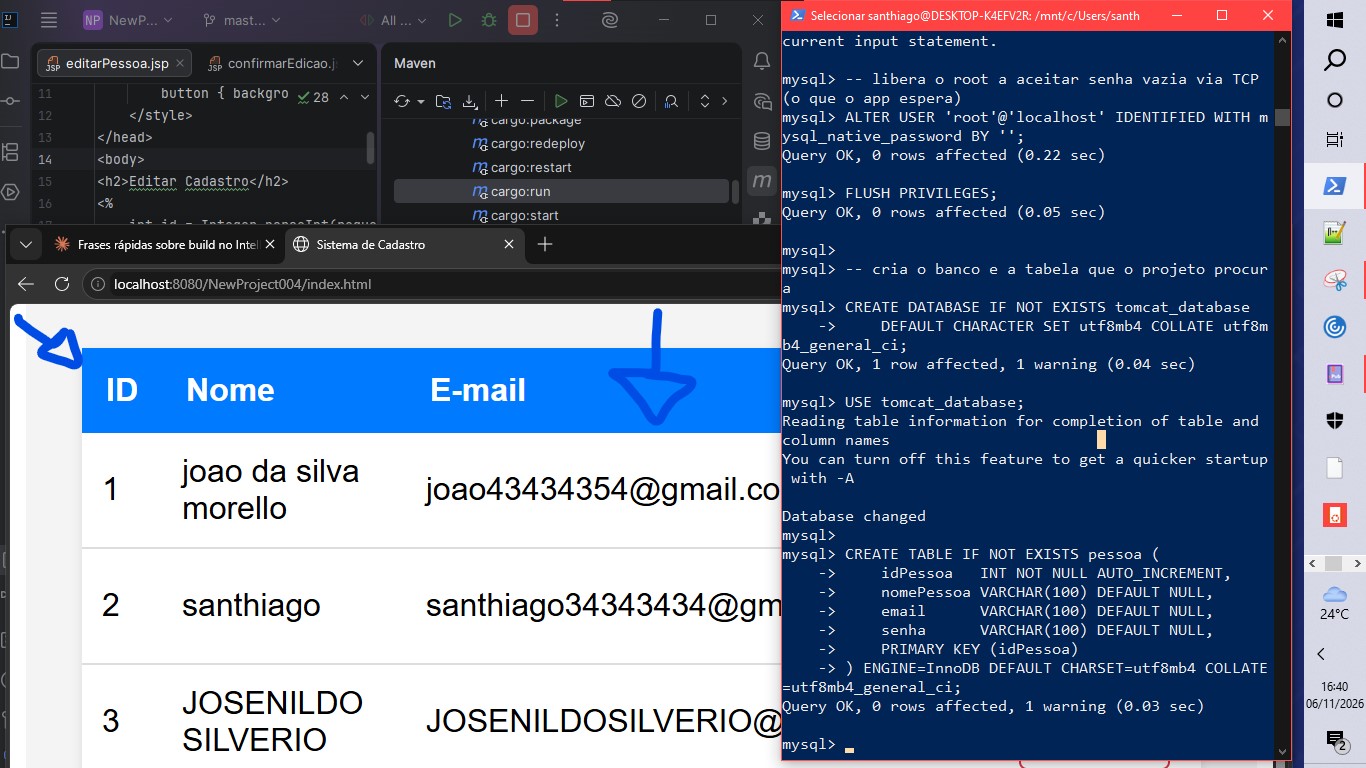 NP NewP...
mast...
All ...
editarPessoa.jsp
confirmarEdicao.j
11 button { backgro
28
12 </style>
13 </head>
14 <body>
15 <h2>Editar Cadastro</h2>
16 <%
Maven
cargo:package
cargo:redeploy
cargo:restart
cargo:run
cargo:start
Frases rápidas sobre build no Intel
Sistema de Cadastro
localhost:8080/NewProject004/index.html
ID Nome E-mail
1 joao da silva
morello
joao43434354@gmail.co
2 santhiago santhiago34343434@gm
3 JOSENILDO
SILVERIO
JOSENILDOSILVERIO@
Selecionar santhiago@DESKTOP-K4EFV2R: /mnt/c/Users/santh
current input statement.
mysql> -- libera o root a aceitar senha vazia via TCP
(o que o app espera)
mysql> ALTER USER 'root'@'localhost' IDENTIFIED WITH m
ysql_native_password BY '';
Query OK, 0 rows affected (0.22 sec)
mysql> FLUSH PRIVILEGES;
Query OK, 0 rows affected (0.05 sec)
mysql>
mysql> -- cria o banco e a tabela que o projeto procur
a
mysql> CREATE DATABASE IF NOT EXISTS tomcat_database
-> DEFAULT CHARACTER SET utf8mb4 COLLATE utf8m
b4_general_ci;
Query OK, 1 row affected, 1 warning (0.04 sec)
mysql> USE tomcat_database;
Reading table information for completion of table and
column names
You can turn off this feature to get a quicker startup
with -A
Database changed
mysql>
mysql> CREATE TABLE IF NOT EXISTS pessoa (
-> idPessoa INT NOT NULL AUTO_INCREMENT,
-> nomePessoa VARCHAR(100) DEFAULT NULL,
-> email VARCHAR(100) DEFAULT NULL,
-> senha VARCHAR(100) DEFAULT NULL,
-> PRIMARY KEY (idPessoa)
-> ) ENGINE=InnoDB DEFAULT CHARSET=utf8mb4 COLLATE
=utf8mb4_general_ci;
Query OK, 0 rows affected, 1 warning (0.03 sec)
mysql>
24°C
16:40
06/11/2026
2